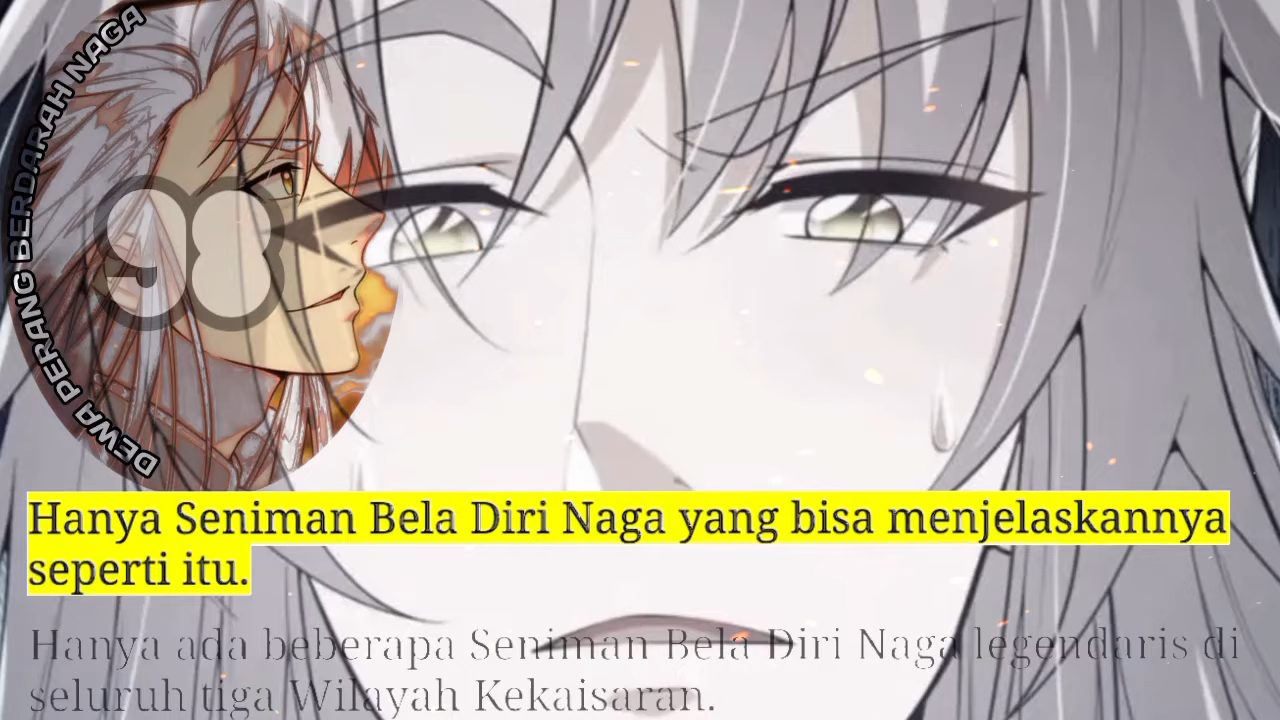 DEWA PERANG BERDARAH NAGA
98
Hanya Seniman Bela Diri Naga yang bisa menjelaskannya
seperti itu.
Hanya ada beberapa Seniman Bela Diri Naga legendaris di
seluruh tiga Wilayah Kekaisaran.